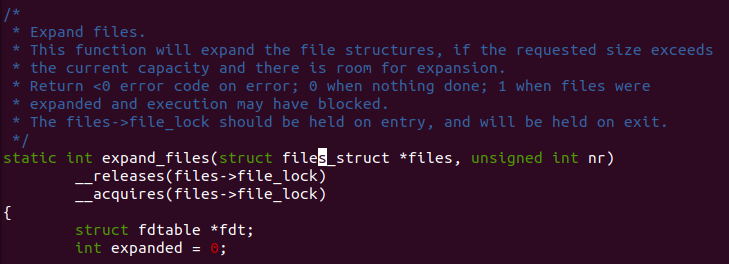 /*
 * Expand files.
 * This function will expand the file structures, if the requested size exceeds
 * the current capacity and there is room for expansion.
 * Return <0 error code on error; 0 when nothing done; 1 when files were
 * expanded and execution may have blocked.
 * The files->file_lock should be held on entry, and will be held on exit.
 */
static int expand_files(struct files_struct *files, unsigned int nr)
        __releases(files->file_lock)
        __acquires(files->file_lock)
{
        struct fdtable *fdt;
        int expanded = 0;